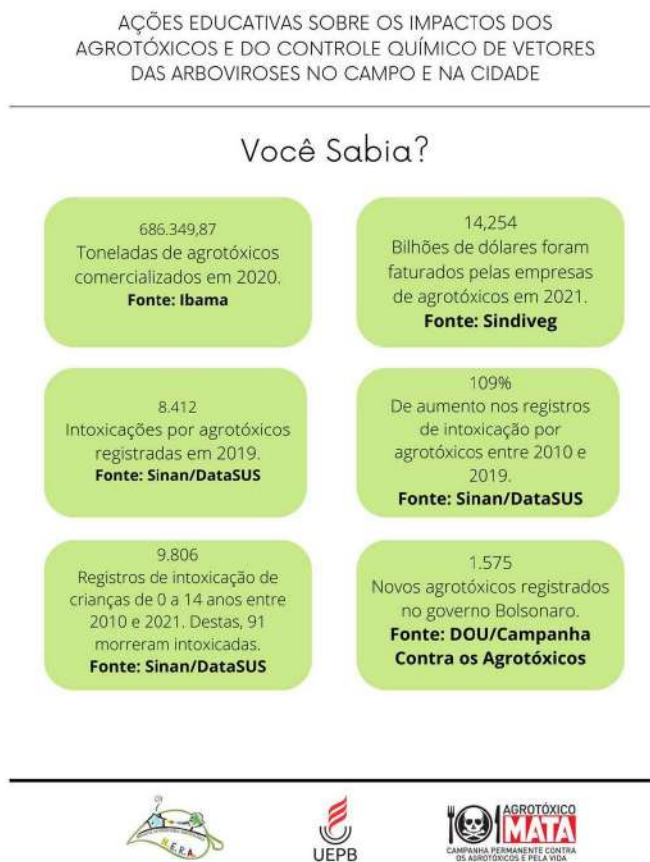 AÇÕES EDUCATIVAS SOBRE OS IMPACTOS DOS
AGROTÓXICOS E DO CONTROLE QUÍMICO DE VETORES
DAS ARBOVIROSES NO CAMPO E NA CIDADE
Você Sabia?
686.349,87
Toneladas de agrotóxicos
comercializados em 2020.
Fonte: Ibama
14,254
Bilhões de dólares foram
faturados pelas empresas
de agrotóxicos em 2021.
Fonte: Sindiveg
8.412
Intoxicações por agrotóxicos
registradas em 2019.
Fonte: Sinan/DataSUS
109%
De aumento nos registros
de intoxicação por
agrotóxicos entre 2010 e
2019.
Fonte: Sinan/DataSUS
9.806
Registros de intoxicação de
crianças de 0 a 14 anos entre
2010 e 2021. Destas, 91
morreram intoxicadas.
Fonte: Sinan/DataSUS
1.575
Novos agrotóxicos registrados
no governo Bolsonaro.
Fonte: DOU/Campanha
Contra os Agrotóxicos
N.E.R.A.
UEPB
AGROTÓXICO
MATA
CAMPANHA PERMANENTE CONTRA
OS AGROTÓXICOS E PELA VIDA